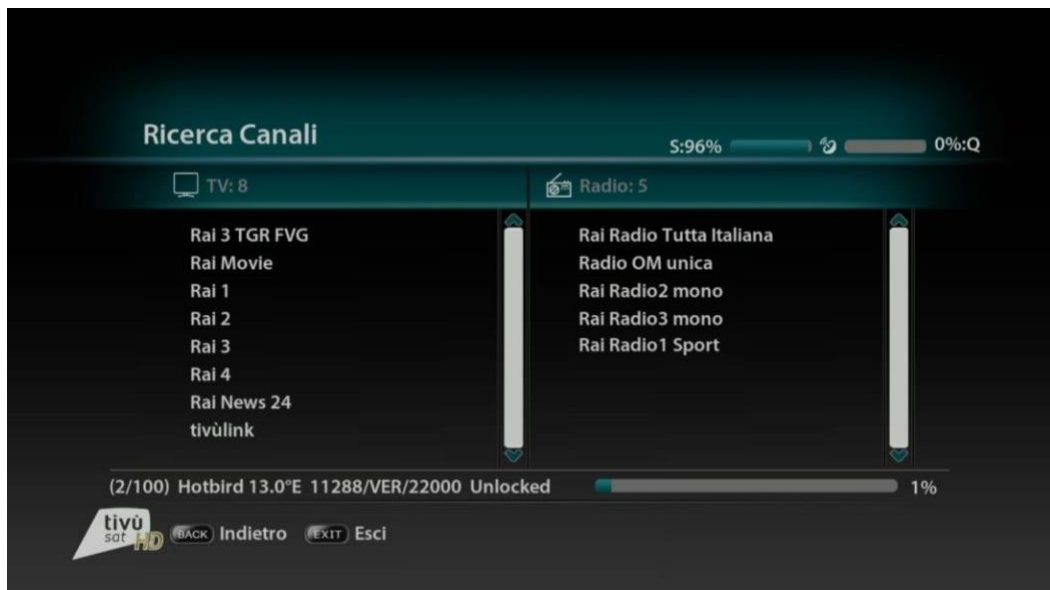 Ricerca Canali
S:96%
0%:Q
TV: 8
Radio: 5
Rai 3 TGR FVG
Rai Movie
Rai 1
Rai 2
Rai 3
Rai 4
Rai News 24
tivùlink
Rai Radio Tutta Italiana
Radio OM unica
Rai Radio2 mono
Rai Radio3 mono
Rai Radio1 Sport
(2/100) Hotbird 13.0°E 11288/VER/22000 Unlocked
1%
tivù
sat HD
BACK Indietro EXIT Esci